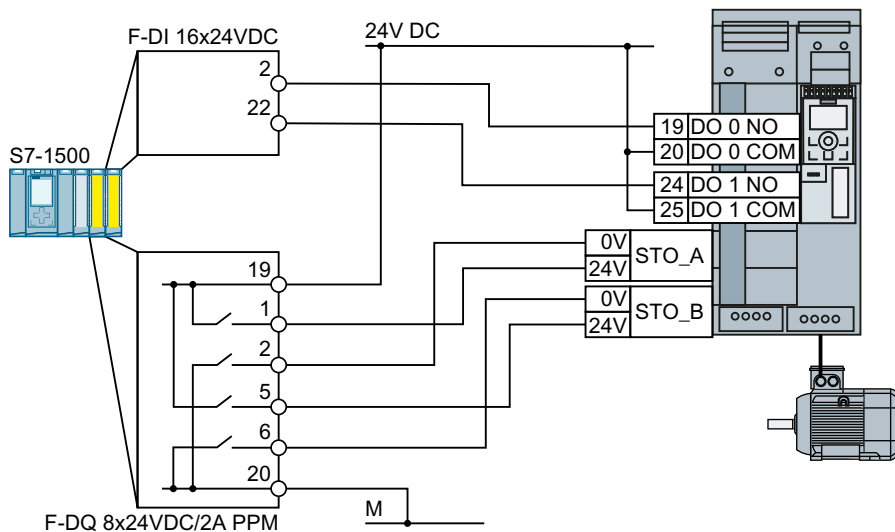 F-DI 16x24VDC
24V DC
2
22
S7-1500
19 DO 0 NO
20 DO 0 COM
24 DO 1 NO
25 DO 1 COM
0V
24V
STO_A
0V
24V
STO_B
19
1
2
5
6
20
M
F-DQ 8x24VDC/2A PPM